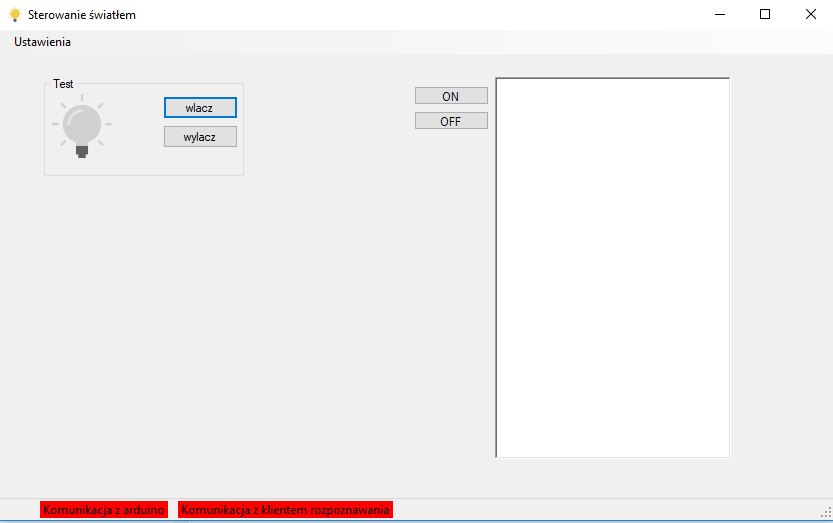 Sterowanie światłem
Ustawienia
Test
wlacz
wylacz
ON
OFF
Komunikacja z arduino
Komunikacja z klientem rozpoznawania